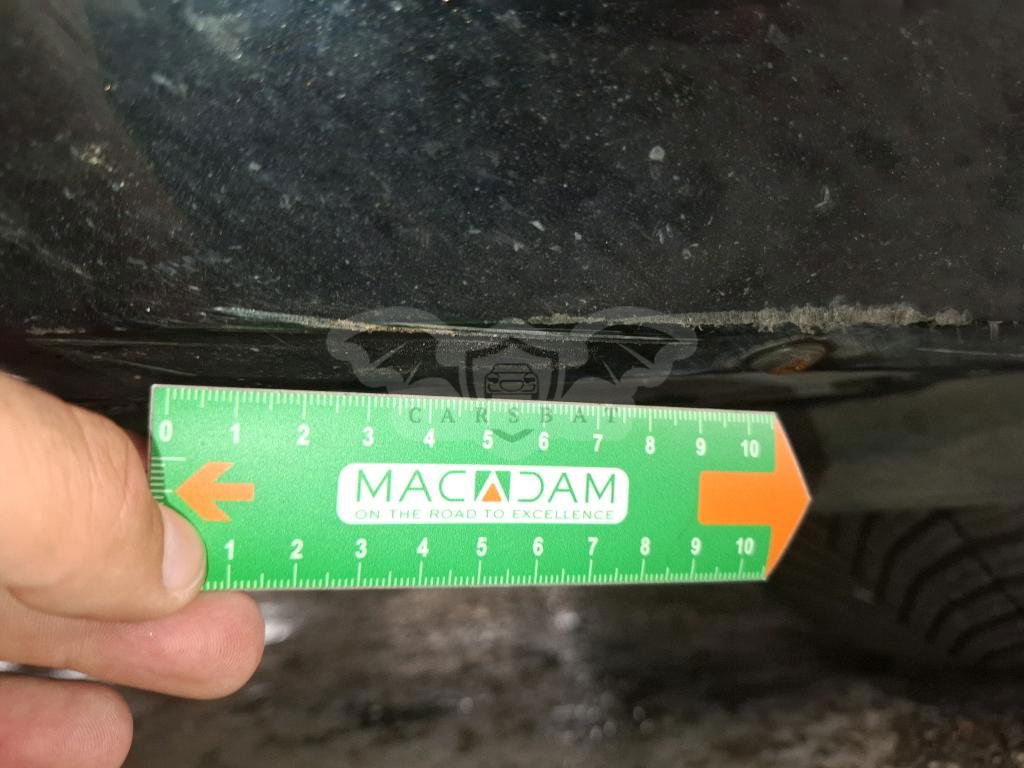 CARSBAT
0 1 2 3 4 5 6 7 8 9 10
MACADAM
ON THE ROAD TO EXCELLENCE
1 2 3 4 5 6 7 8 9 10